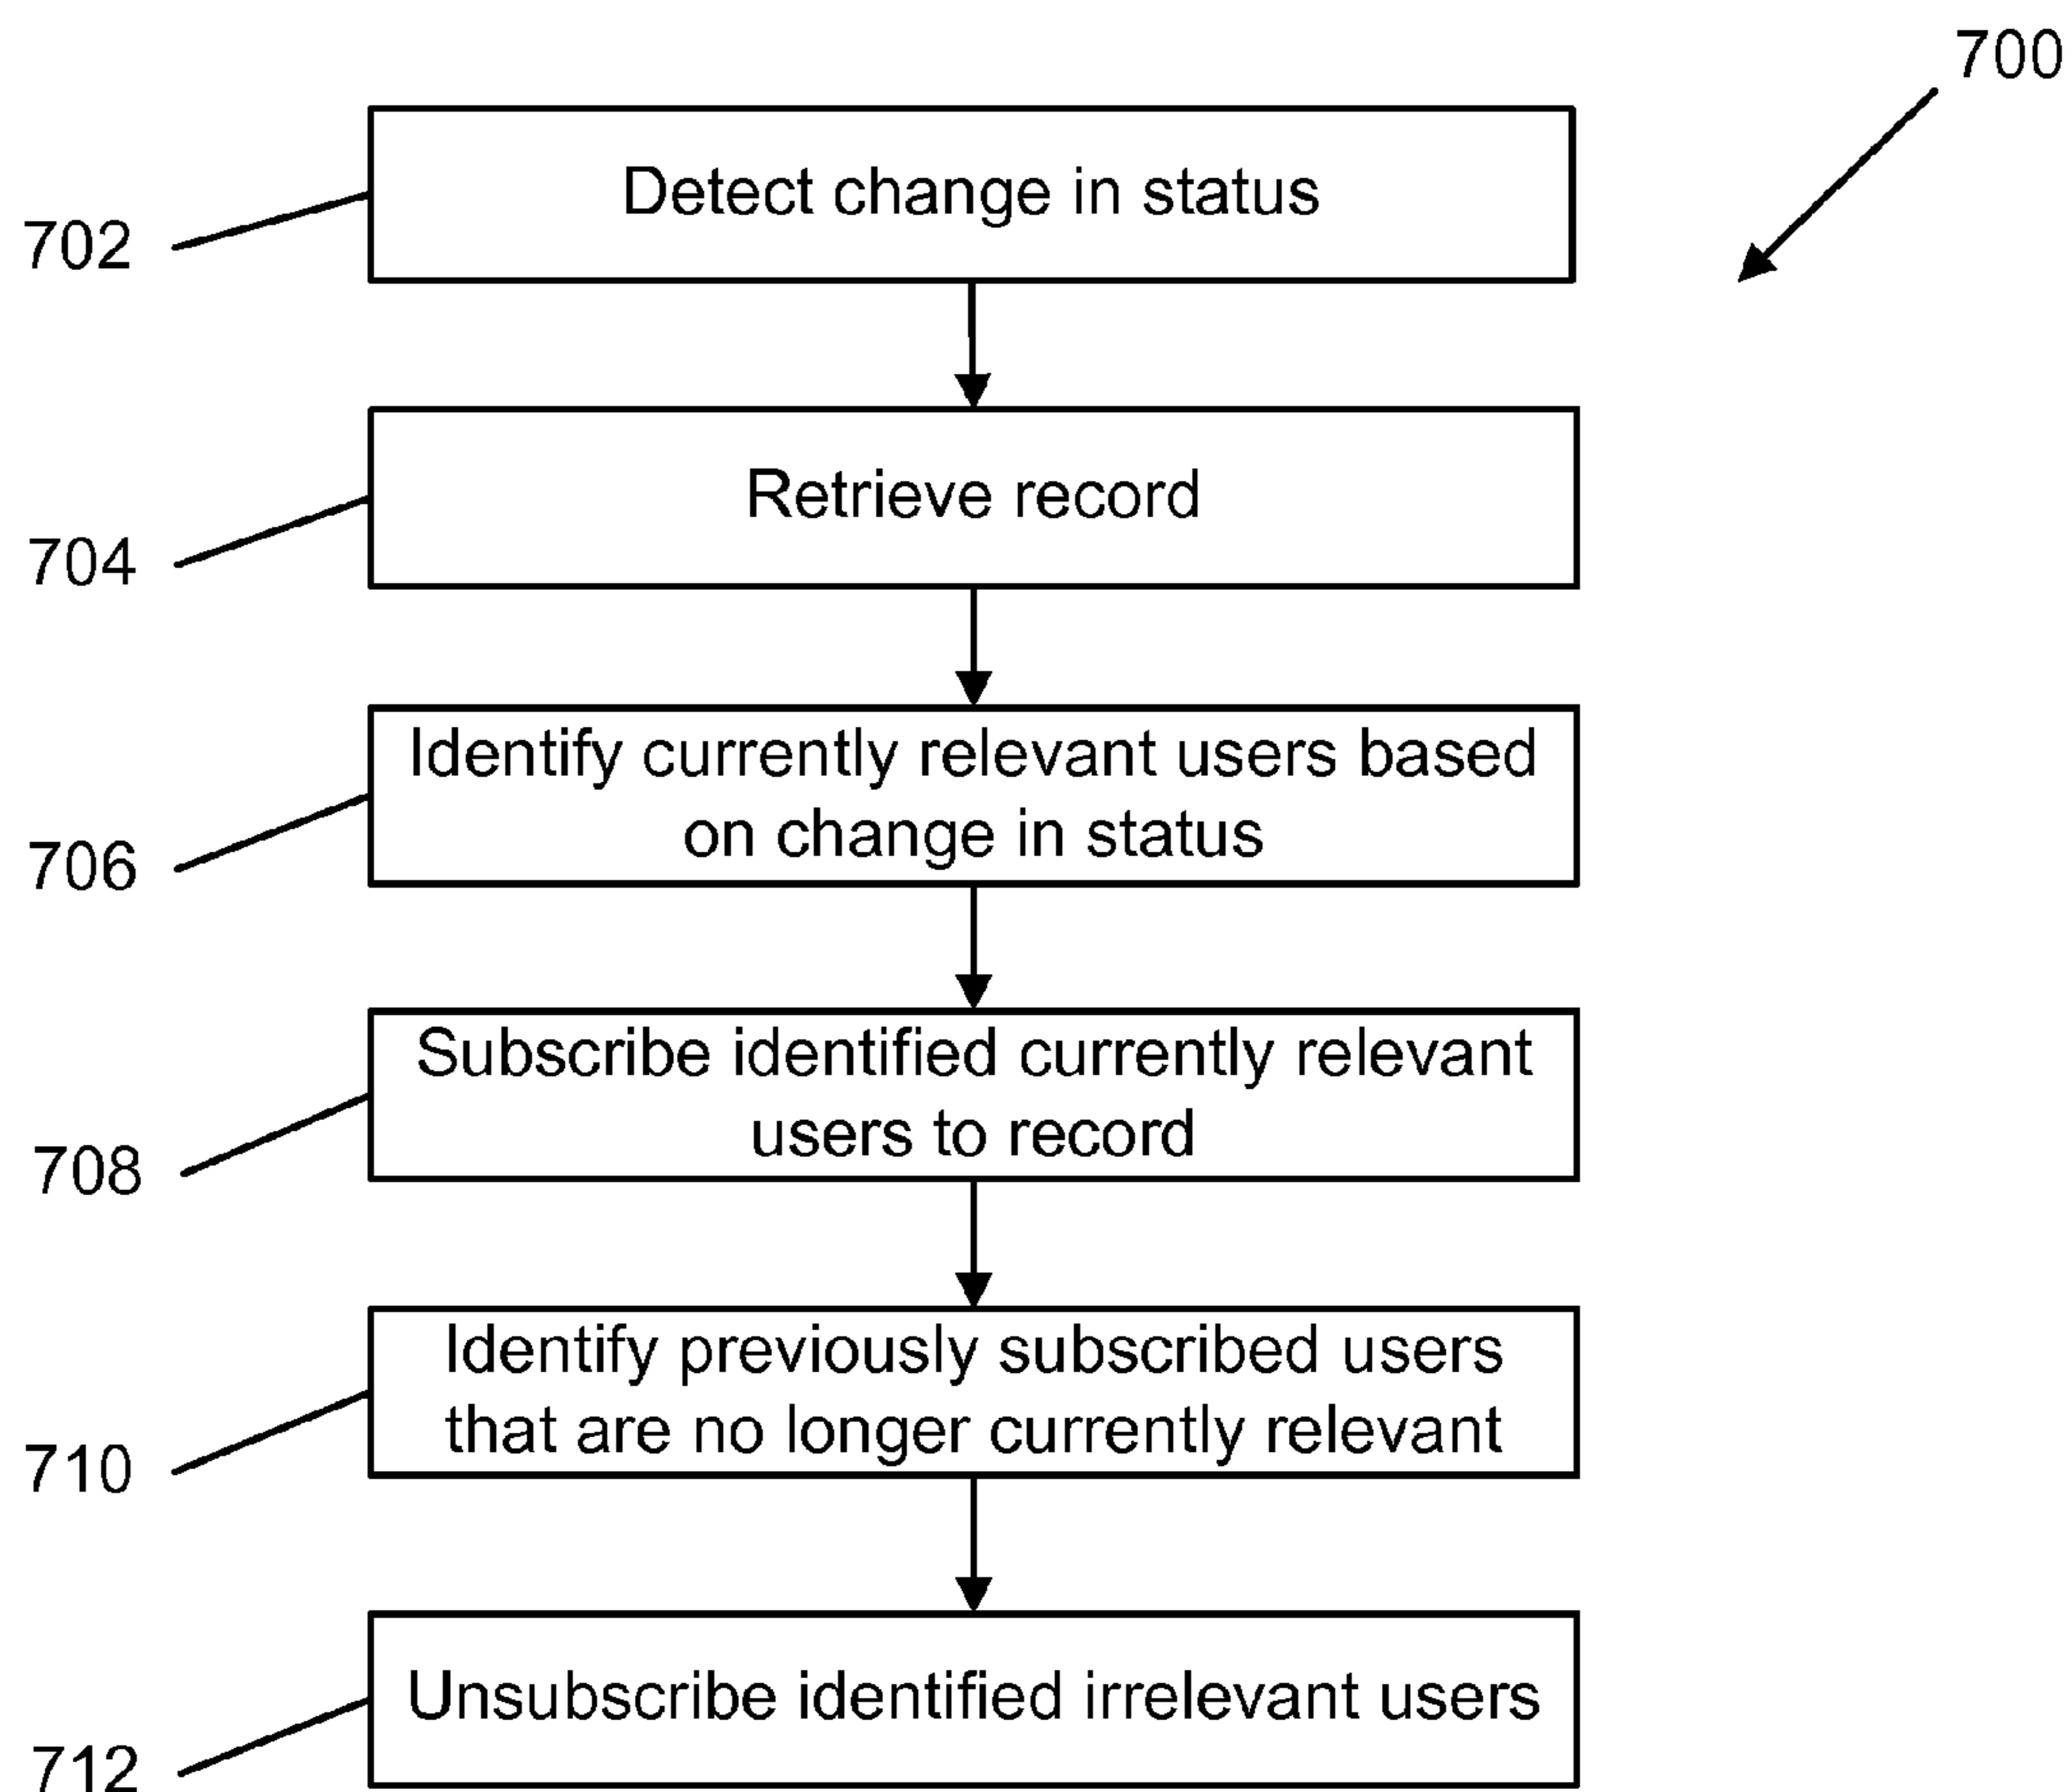 700
Detect change in status
702
Retrieve record
704
Identify currently relevant users based
on change in status
706
Subscribe identified currently relevant
users to record
708
Identify previously subscribed users
that are no longer currently relevant
710
Unsubscribe identified irrelevant users
712